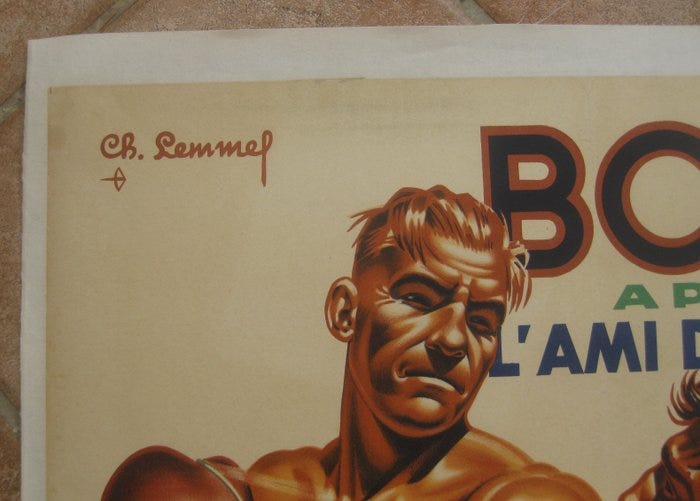 Ch. Lemmel
BO
AP
L'AMI D